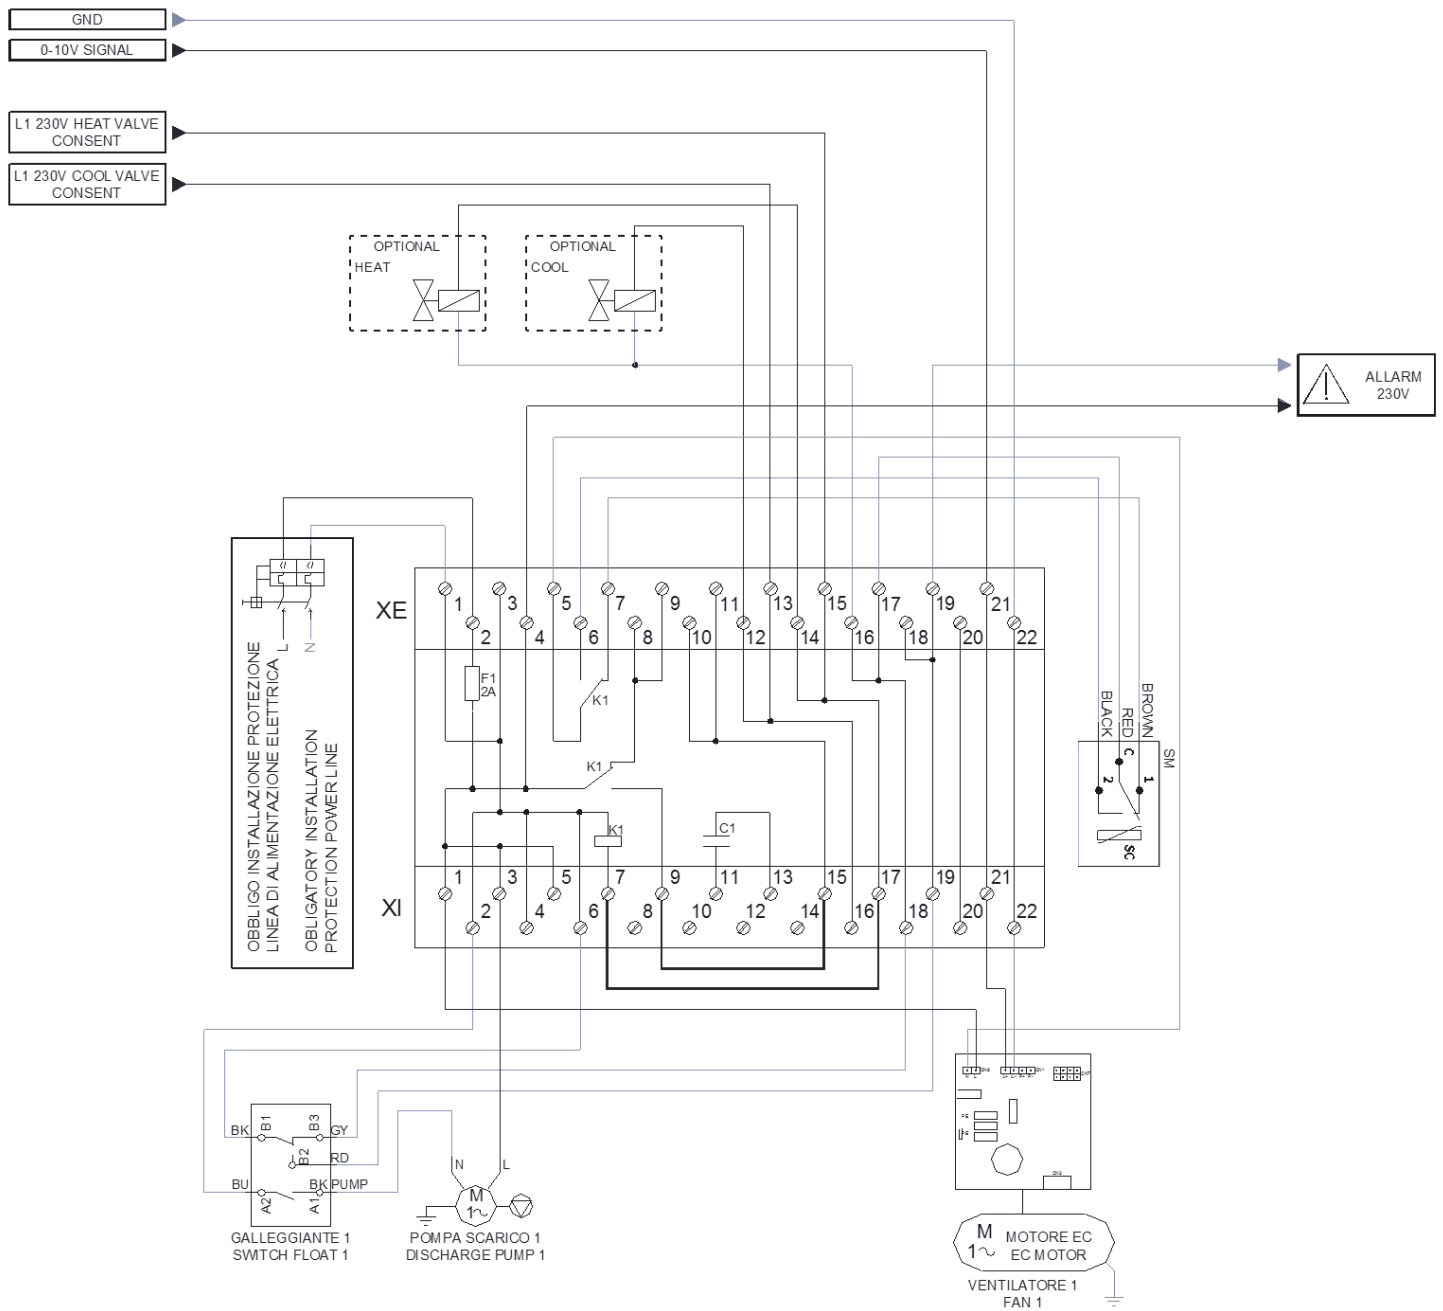 GND
0-10V SIGNAL
L1 230V HEAT VALVE
CONSENT
L1 230V COOL VALVE
CONSENT
OPTIONAL
HEAT
OPTIONAL
COOL
ALLARM
230V
OBBLIGO INSTALLAZIONE PROTEZIONE
LINEA DI ALIMENTAZIONE ELETTRICA
OBLIGATORY INSTALLATION
PROTECTION POWER LINE
L
N
XE
1
3
5
7
9
11
13
15
17
19
21
2
4
6
8
10
12
14
16
18
20
22
F1
2A
K1
K1
K1
C1
BLACK
RED
BROWN
SM
C
2
1
SC
XI
1
3
5
7
9
11
13
15
17
19
21
2
4
6
8
10
12
14
16
18
20
22
BK
B1
B3
GY
B2
RD
BU
A2
BK
A1
PUMP
GALLEGGIANTE 1
SWITCH FLOAT 1
N
L
M
1~
POMPA SCARICO 1
DISCHARGE PUMP 1
N
L
PE
PE
M
1~
MOTORE EC
EC MOTOR
VENTILATORE 1
FAN 1